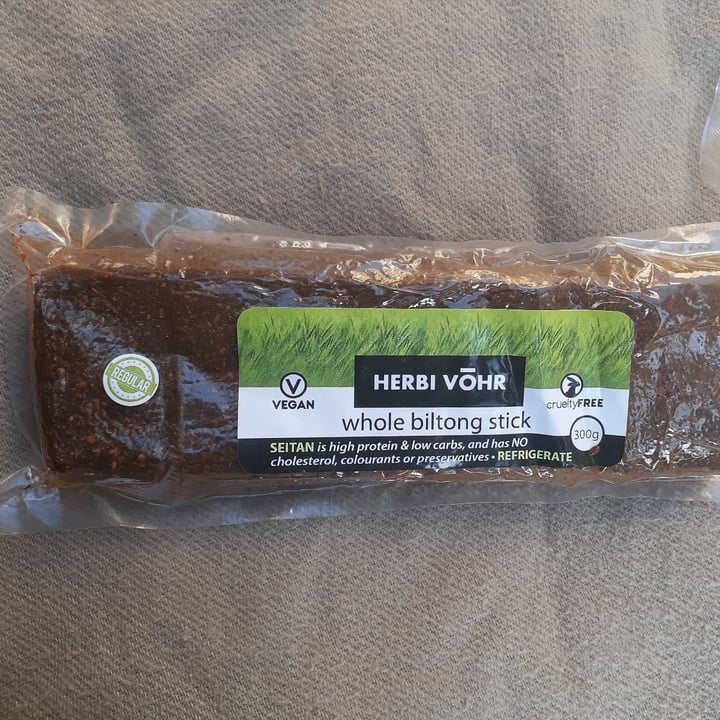 REGULAR
HERBI VŌHR
VEGAN
crueltyFREE
whole biltong stick
300g
SEITAN is high protein & low carbs, and has NO
cholesterol, colourants or preservatives • REFRIGERATE